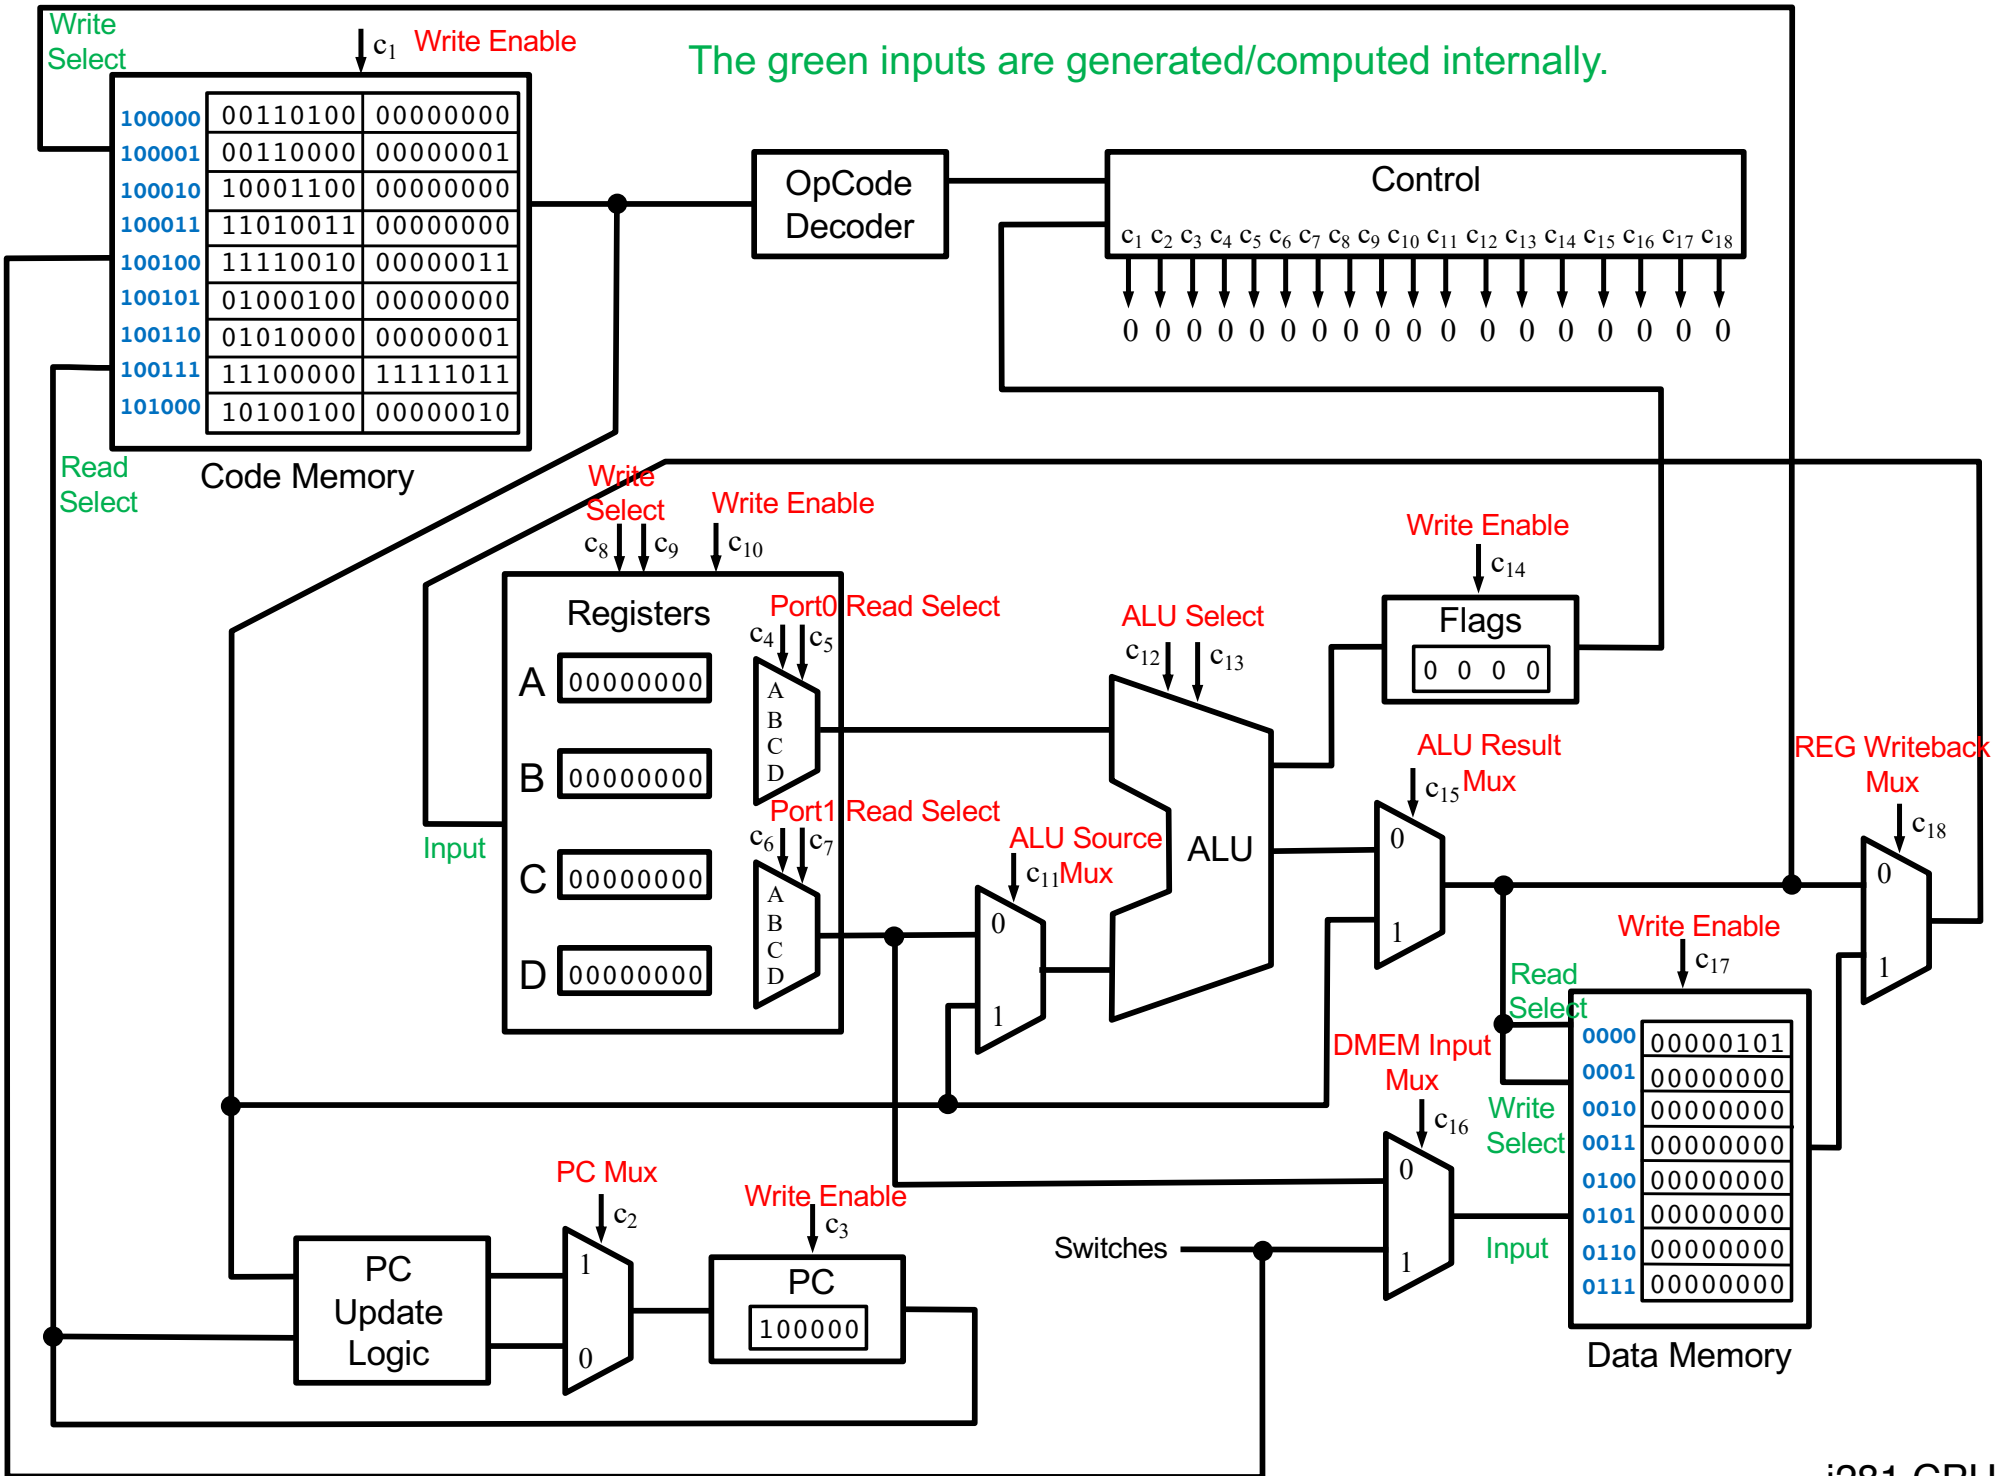 Write
Select
c1 Write Enable
The green inputs are generated/computed internally.
100000 00110100 00000000
100001 00110000 00000001
100010 10001100 00000000
100011 11010011 00000000
100100 11110010 00000011
100101 01000100 00000000
100110 01010000 00000001
100111 11100000 11111011
101000 10100100 00000010
Code Memory
Read
Select
OpCode
Decoder
Control
c1 c2 c3 c4 c5 c6 c7 c8 c9 c10 c11 c12 c13 c14 c15 c16 c17 c18
0 0 0 0 0 0 0 0 0 0 0 0 0 0 0 0 0 0
Write
Select
c8 c9
Write Enable
c10
Registers
A 00000000
B 00000000
C 00000000
D 00000000
Input
Port0 Read Select
c4 c5
A
B
C
D
Port1 Read Select
c6 c7
A
B
C
D
ALU Source
Mux
c11
0
1
ALU Select
c12 c13
ALU
Write Enable
c14
Flags
0 0 0 0
ALU Result
Mux
c15
0
1
REG Writeback
Mux
c18
0
1
Write Enable
c17
Read
Select
Write
Select
Input
0000 00000101
0001 00000000
0010 00000000
0011 00000000
0100 00000000
0101 00000000
0110 00000000
0111 00000000
Data Memory
DMEM Input
Mux
c16
0
1
Switches
PC Mux
c2
1
0
Write Enable
c3
PC
100000
PC
Update
Logic
i281 CPU